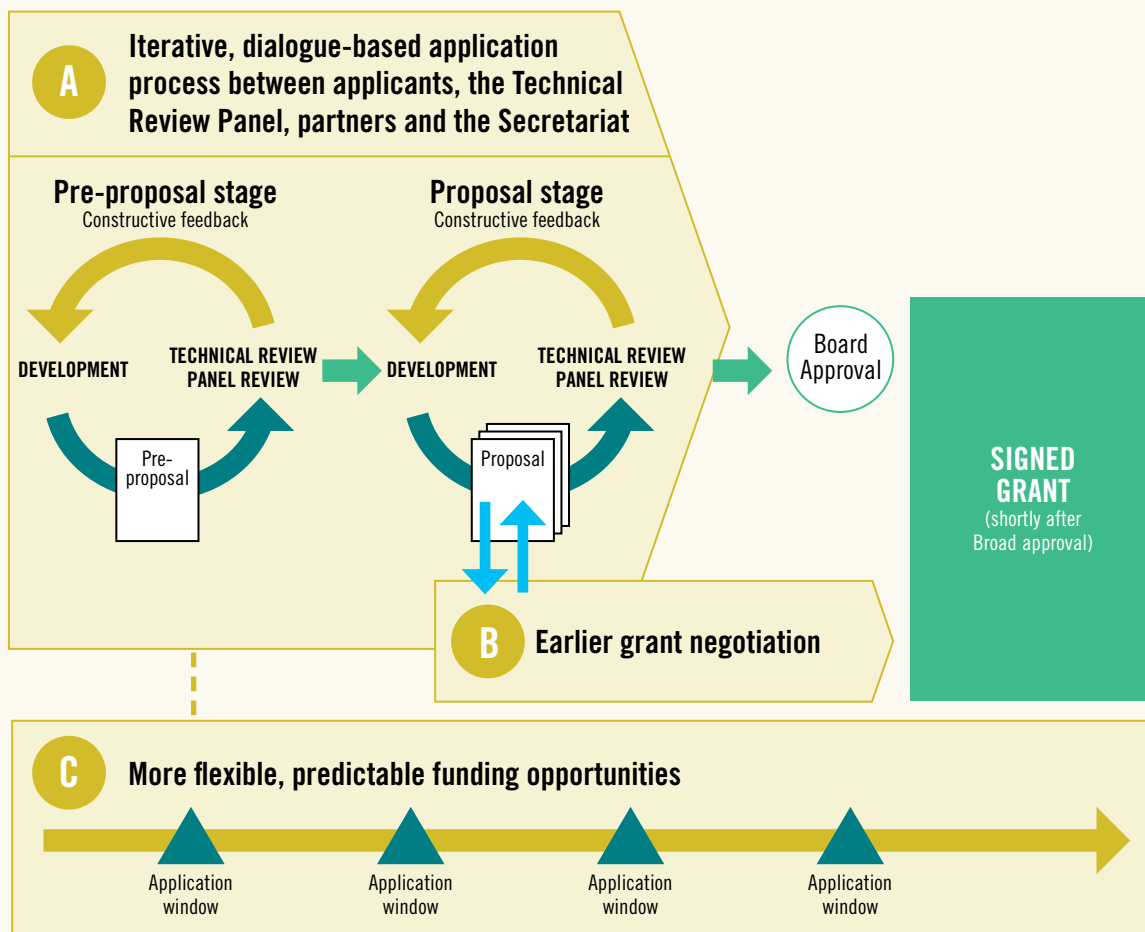 A
Iterative, dialogue-based application
process between applicants, the Technical
Review Panel, partners and the Secretariat
Pre-proposal stage
Constructive feedback
DEVELOPMENT
TECHNICAL REVIEW
PANEL REVIEW
Pre-
proposal
Proposal stage
Constructive feedback
DEVELOPMENT
TECHNICAL REVIEW
PANEL REVIEW
Proposal
Board
Approval
SIGNED
GRANT
(shortly after
Broad approval)
B
Earlier grant negotiation
C
More flexible, predictable funding opportunities
Application
window
Application
window
Application
window
Application
window